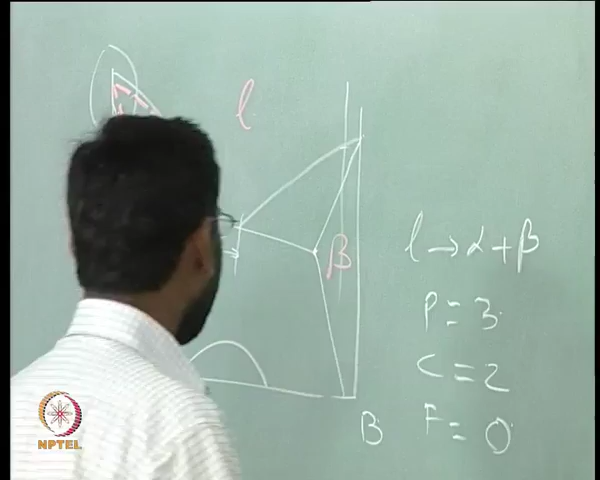 l
β
l → α + β
P = 3
C = 2
F = 0
B
NPTEL